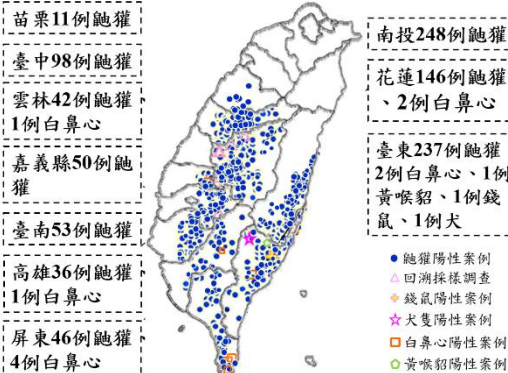 苗栗11例鼬獾
臺中98例鼬獾
雲林42例鼬獾
1例白鼻心
嘉義縣50例鼬
獾
臺南53例鼬獾
高雄36例鼬獾
1例白鼻心
屏東46例鼬獾
4例白鼻心
南投248例鼬獾
花蓮146例鼬獾
、2例白鼻心
臺東237例鼬獾
2例白鼻心、1例
黃喉貂、1例錢
鼠、1例犬
鼬獾陽性案例
回溯採樣調查
錢鼠陽性案例
犬隻陽性案例
白鼻心陽性案例
黃喉貂陽性案例